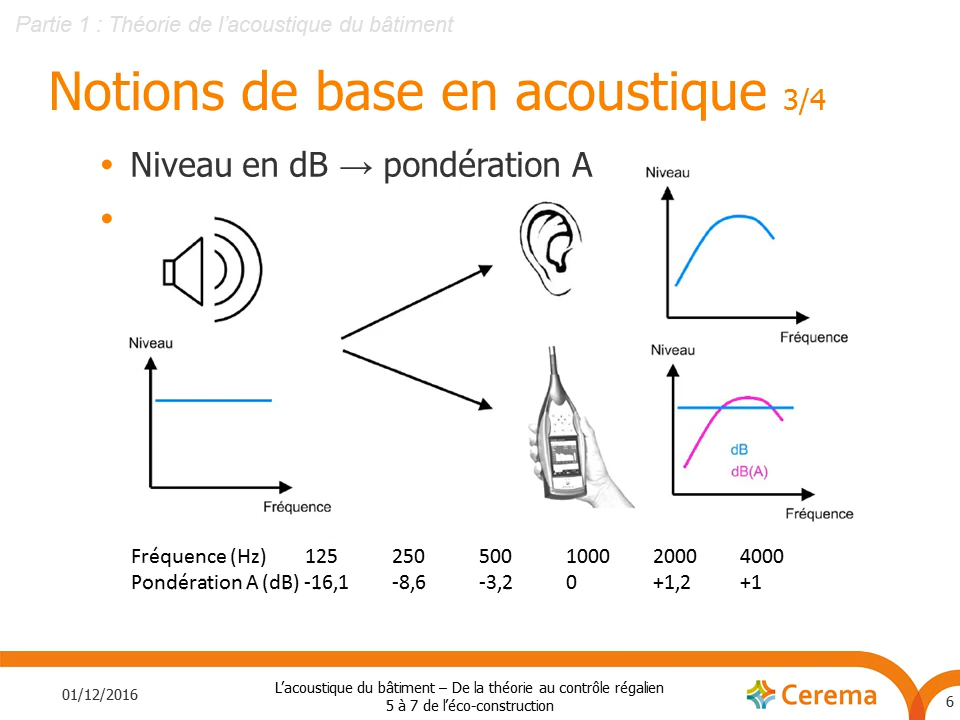 Partie 1 : Théorie de l'acoustique du bâtiment
Notions de base en acoustique 3/4
• Niveau en dB → pondération A
•
Niveau
Fréquence
Niveau
Fréquence
Niveau
dB
dB(A)
Fréquence
Fréquence (Hz) 125 250 500 1000 2000 4000
Pondération A (dB) -16,1 -8,6 -3,2 0 +1,2 +1
01/12/2016
L'acoustique du bâtiment – De la théorie au contrôle régalien
5 à 7 de l'éco-construction
Cerema
6